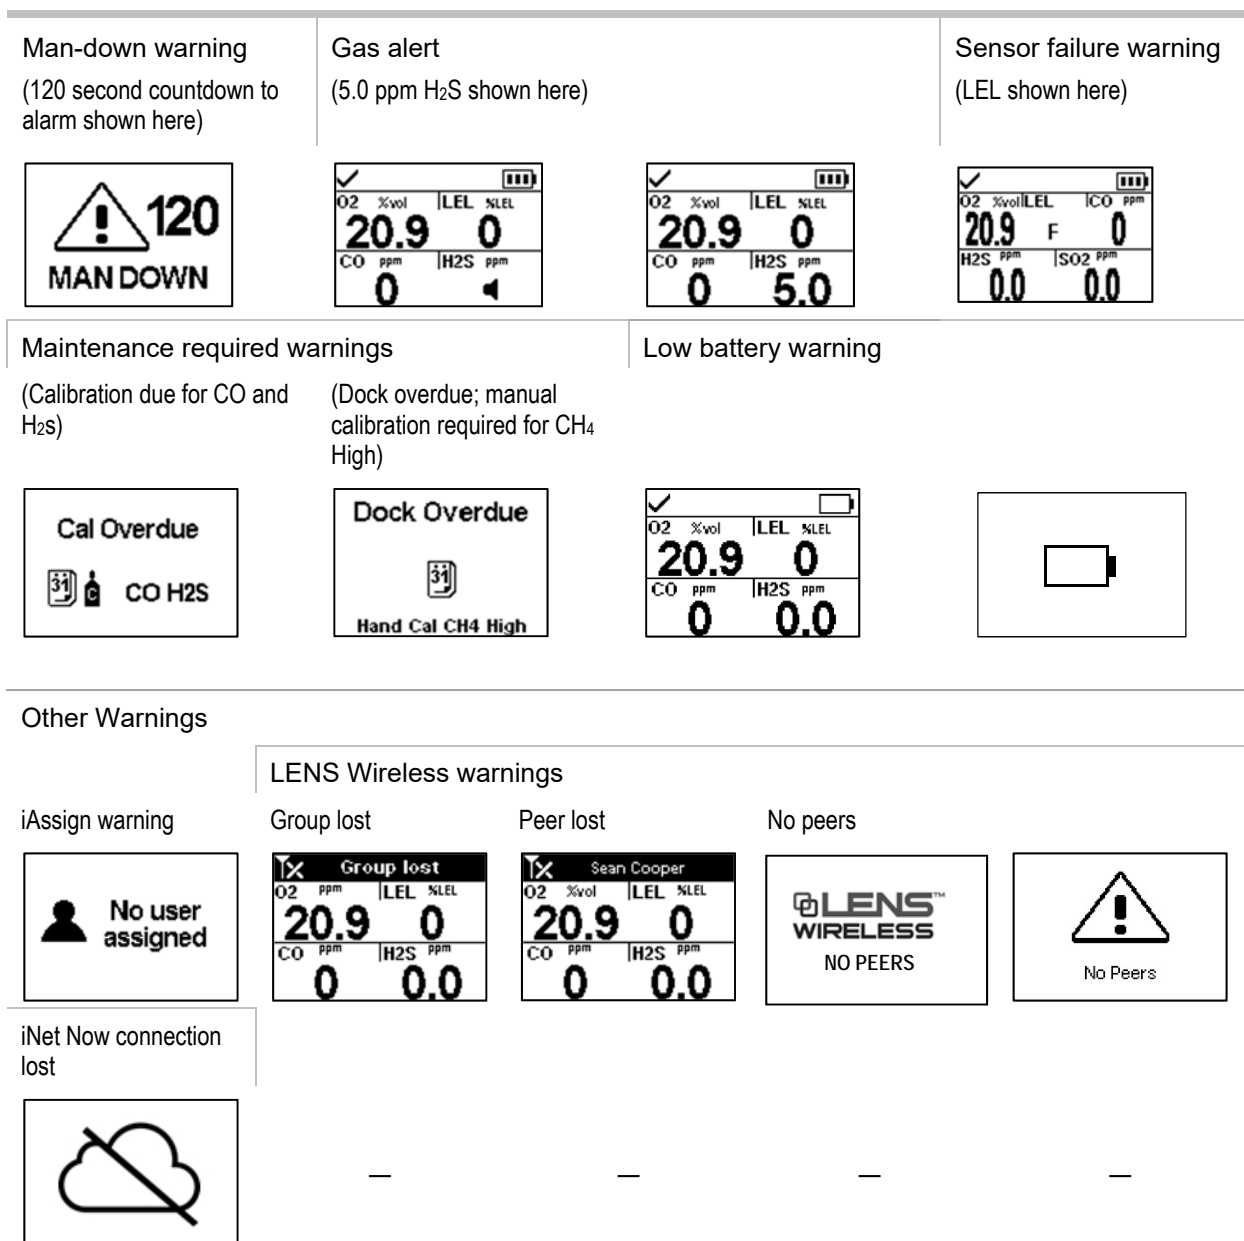 Man-down warning
(120 second countdown to
alarm shown here)
Gas alert
(5.0 ppm H2S shown here)
Sensor failure warning
(LEL shown here)
120
MAN DOWN
O2 %vol LEL %LEL
20.9 0
CO ppm H2S ppm
0
O2 %vol LEL %LEL
20.9 0
CO ppm H2S ppm
0 5.0
O2 %vol LEL CO ppm
20.9 F 0
H2S ppm SO2 ppm
0.0 0.0
Maintenance required warnings
Low battery warning
(Calibration due for CO and
H2s)
(Dock overdue; manual
calibration required for CH4
High)
Cal Overdue
31 C CO H2S
Dock Overdue
31
Hand Cal CH4 High
O2 %vol LEL %LEL
20.9 0
CO ppm H2S ppm
0 0.0
Other Warnings
LENS Wireless warnings
iAssign warning
Group lost
Peer lost
No peers
No user
assigned
Group lost
O2 ppm LEL %LEL
20.9 0
CO ppm H2S ppm
0 0.0
Sean Cooper
O2 %vol LEL %LEL
20.9 0
CO ppm H2S ppm
0 0.0
LENS™
WIRELESS
NO PEERS
No Peers
iNet Now connection
lost
— — — —